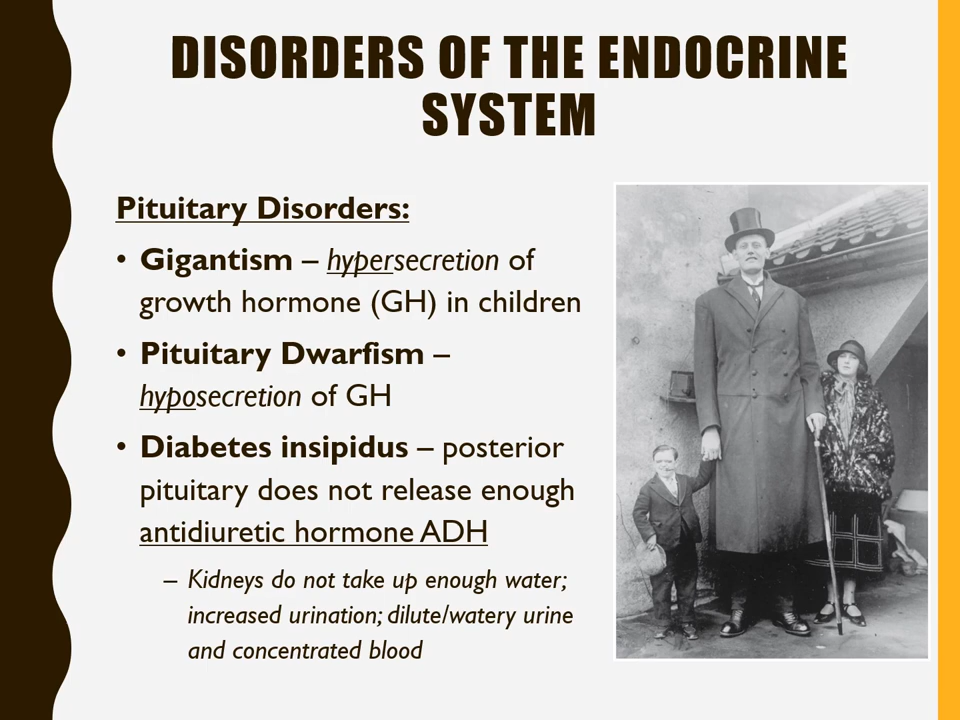 DISORDERS OF THE ENDOCRINE
SYSTEM
Pituitary Disorders:
• Gigantism – hypersecretion of
growth hormone (GH) in children
• Pituitary Dwarfism –
hyposecretion of GH
• Diabetes insipidus – posterior
pituitary does not release enough
antidiuretic hormone ADH
– Kidneys do not take up enough water;
increased urination; dilute/watery urine
and concentrated blood